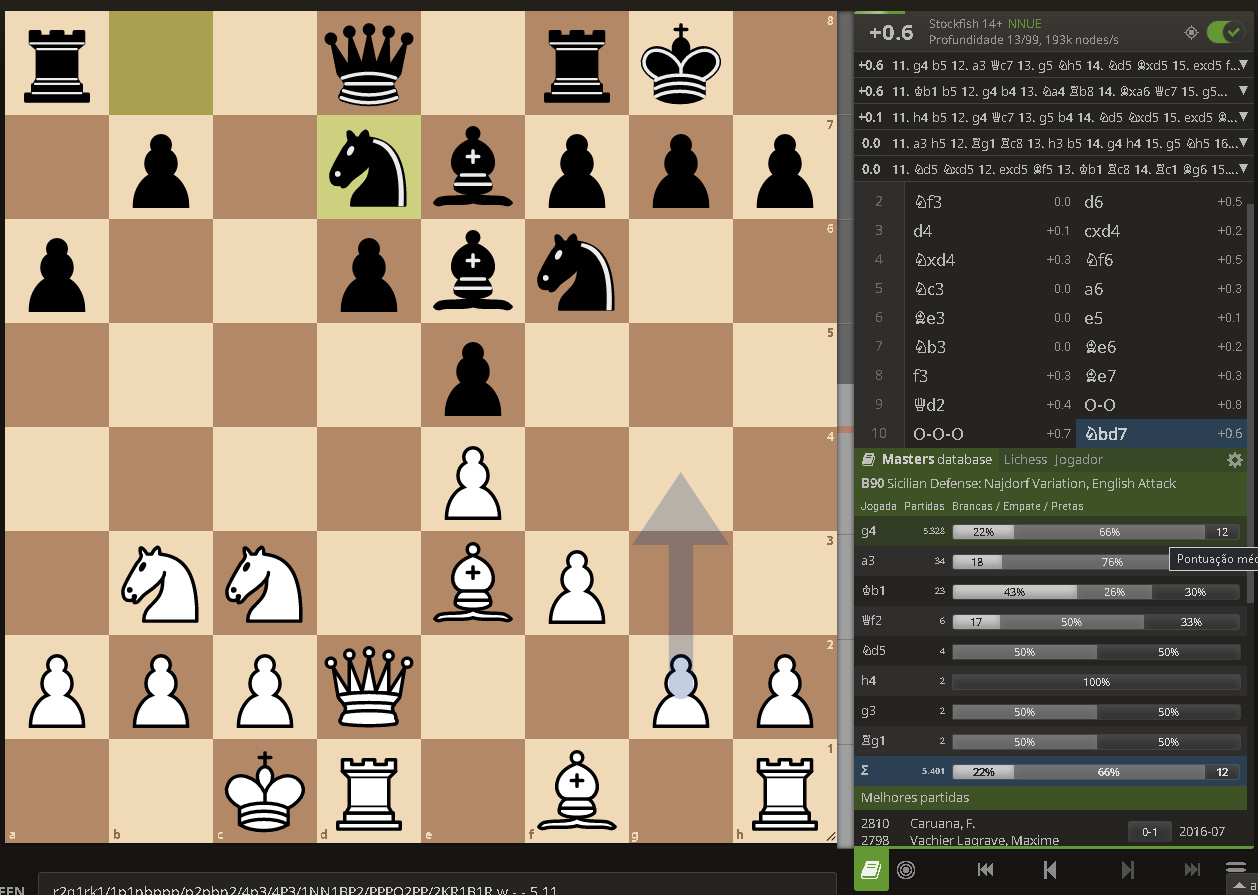 8
7
6
5
4
3
2
1
a b c d e f g h
FEN r2q1rk1/1p1nbppp/p2pbn2/4p3/4P3/1NN1BP2/PPPQ2PP/2KR1B1R w - - 5 11
+0.6 Stockfish 14+ NNUE
Profundidade 13/99, 193k nodes/s
+0.6 11. g4 b5 12. a3 ♕c7 13. g5 ♘h5 14. ♘d5 ♗xd5 15. exd5 f...▼
+0.6 11. ♔b1 b5 12. g4 b4 13. ♘a4 ♖b8 14. ♗xa6 ♕c7 15. g5... ▼
+0.1 11. h4 b5 12. g4 ♕c7 13. g5 b4 14. ♘d5 ♘xd5 15. exd5 ♗...▼
0.0 11. a3 h5 12. ♖g1 ♖c8 13. h3 b5 14. g4 h4 15. g5 ♘h5 16...▼
0.0 11. ♘d5 ♘xd5 12. exd5 ♗f5 13. ♔b1 ♖c8 14. ♖c1 ♗g6 15....▼
2 ♘f3 0.0 d6 +0.5
3 d4 +0.1 cxd4 +0.2
4 ♘xd4 +0.3 ♘f6 +0.5
5 ♘c3 0.0 a6 +0.3
6 ♗e3 0.0 e5 +0.1
7 ♘b3 0.0 ♗e6 +0.2
8 f3 +0.3 ♗e7 +0.3
9 ♕d2 +0.4 O-O +0.8
10 O-O-O +0.7 ♘bd7 +0.6
Masters database Lichess Jogador
B90 Sicilian Defense: Najdorf Variation, English Attack
Jogada Partidas Brancas / Empate / Pretas
g4 5.328 22% 66% 12
a3 34 18 76%
Pontuação méd
♔b1 23 43% 26% 30%
♕f2 6 17 50% 33%
♘d5 4 50% 50%
h4 2 100%
g3 2 50% 50%
♖g1 2 50% 50%
Σ 5.401 22% 66% 12
Melhores partidas
2810 Caruana, F.
2798 Vachier Lagrave, Maxime
0-1 2016-07